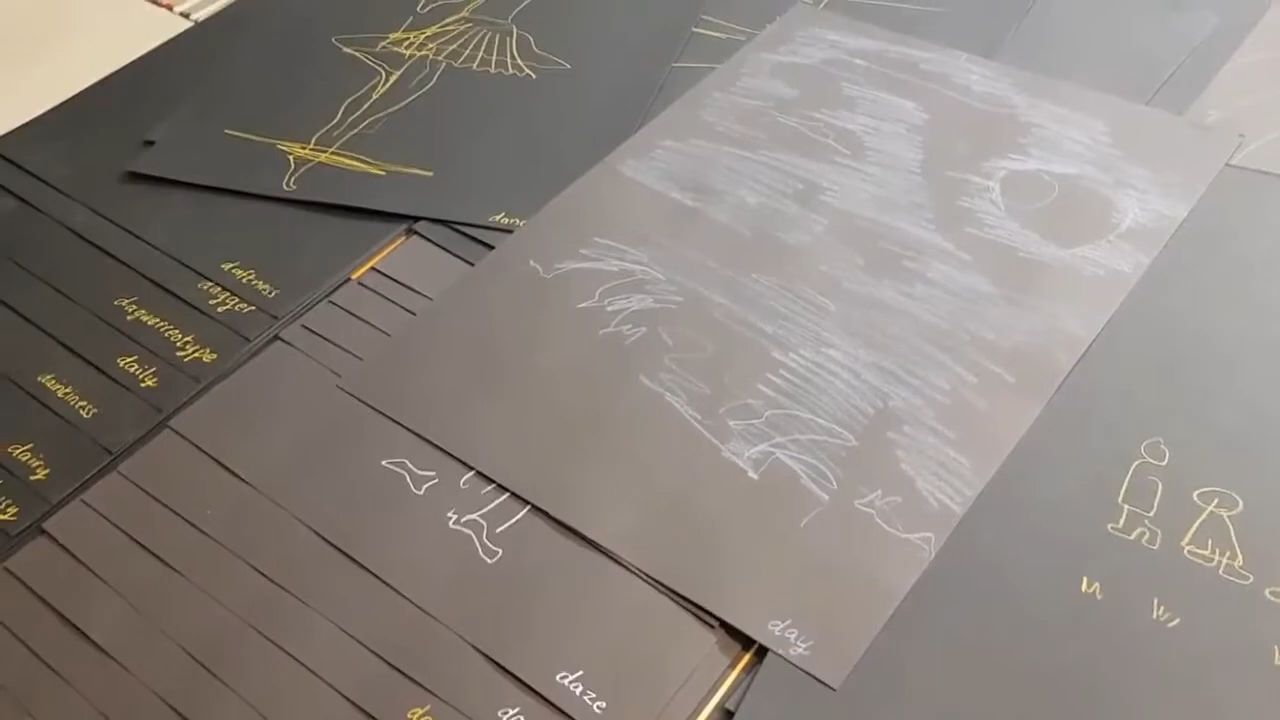 daftness
dagger
daguerreotype
daily
daintiness
dairy
day
daze